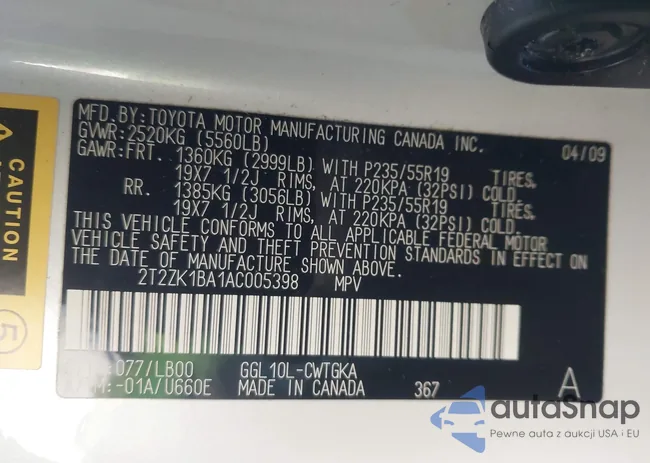 MFD.BY:TOYOTA MOTOR MANUFACTURING CANADA INC. 04/09
GVWR:2520KG (5560LB)
GAWR:FRT. 1360KG (2999LB) WITH P235/55R19 TIRES,
19X7 1/2J RIMS, AT 220KPA (32PSI) COLD.
RR. 1385KG (3056LB) WITH P235/55R19 TIRES,
19X7 1/2J RIMS, AT 220KPA (32PSI) COLD.
THIS VEHICLE CONFORMS TO ALL APPLICABLE FEDERAL MOTOR
VEHICLE SAFETY AND THEFT PREVENTION STANDARDS IN EFFECT ON
THE DATE OF MANUFACTURE SHOWN ABOVE.
2T2ZK1BA1AC005398 MPV
:077/LB00 GGL10L-CWTGKA
:-01A/U660E MADE IN CANADA 367 A
CAUTION
5
autoSnap
Pewne auta z aukcji USA i EU